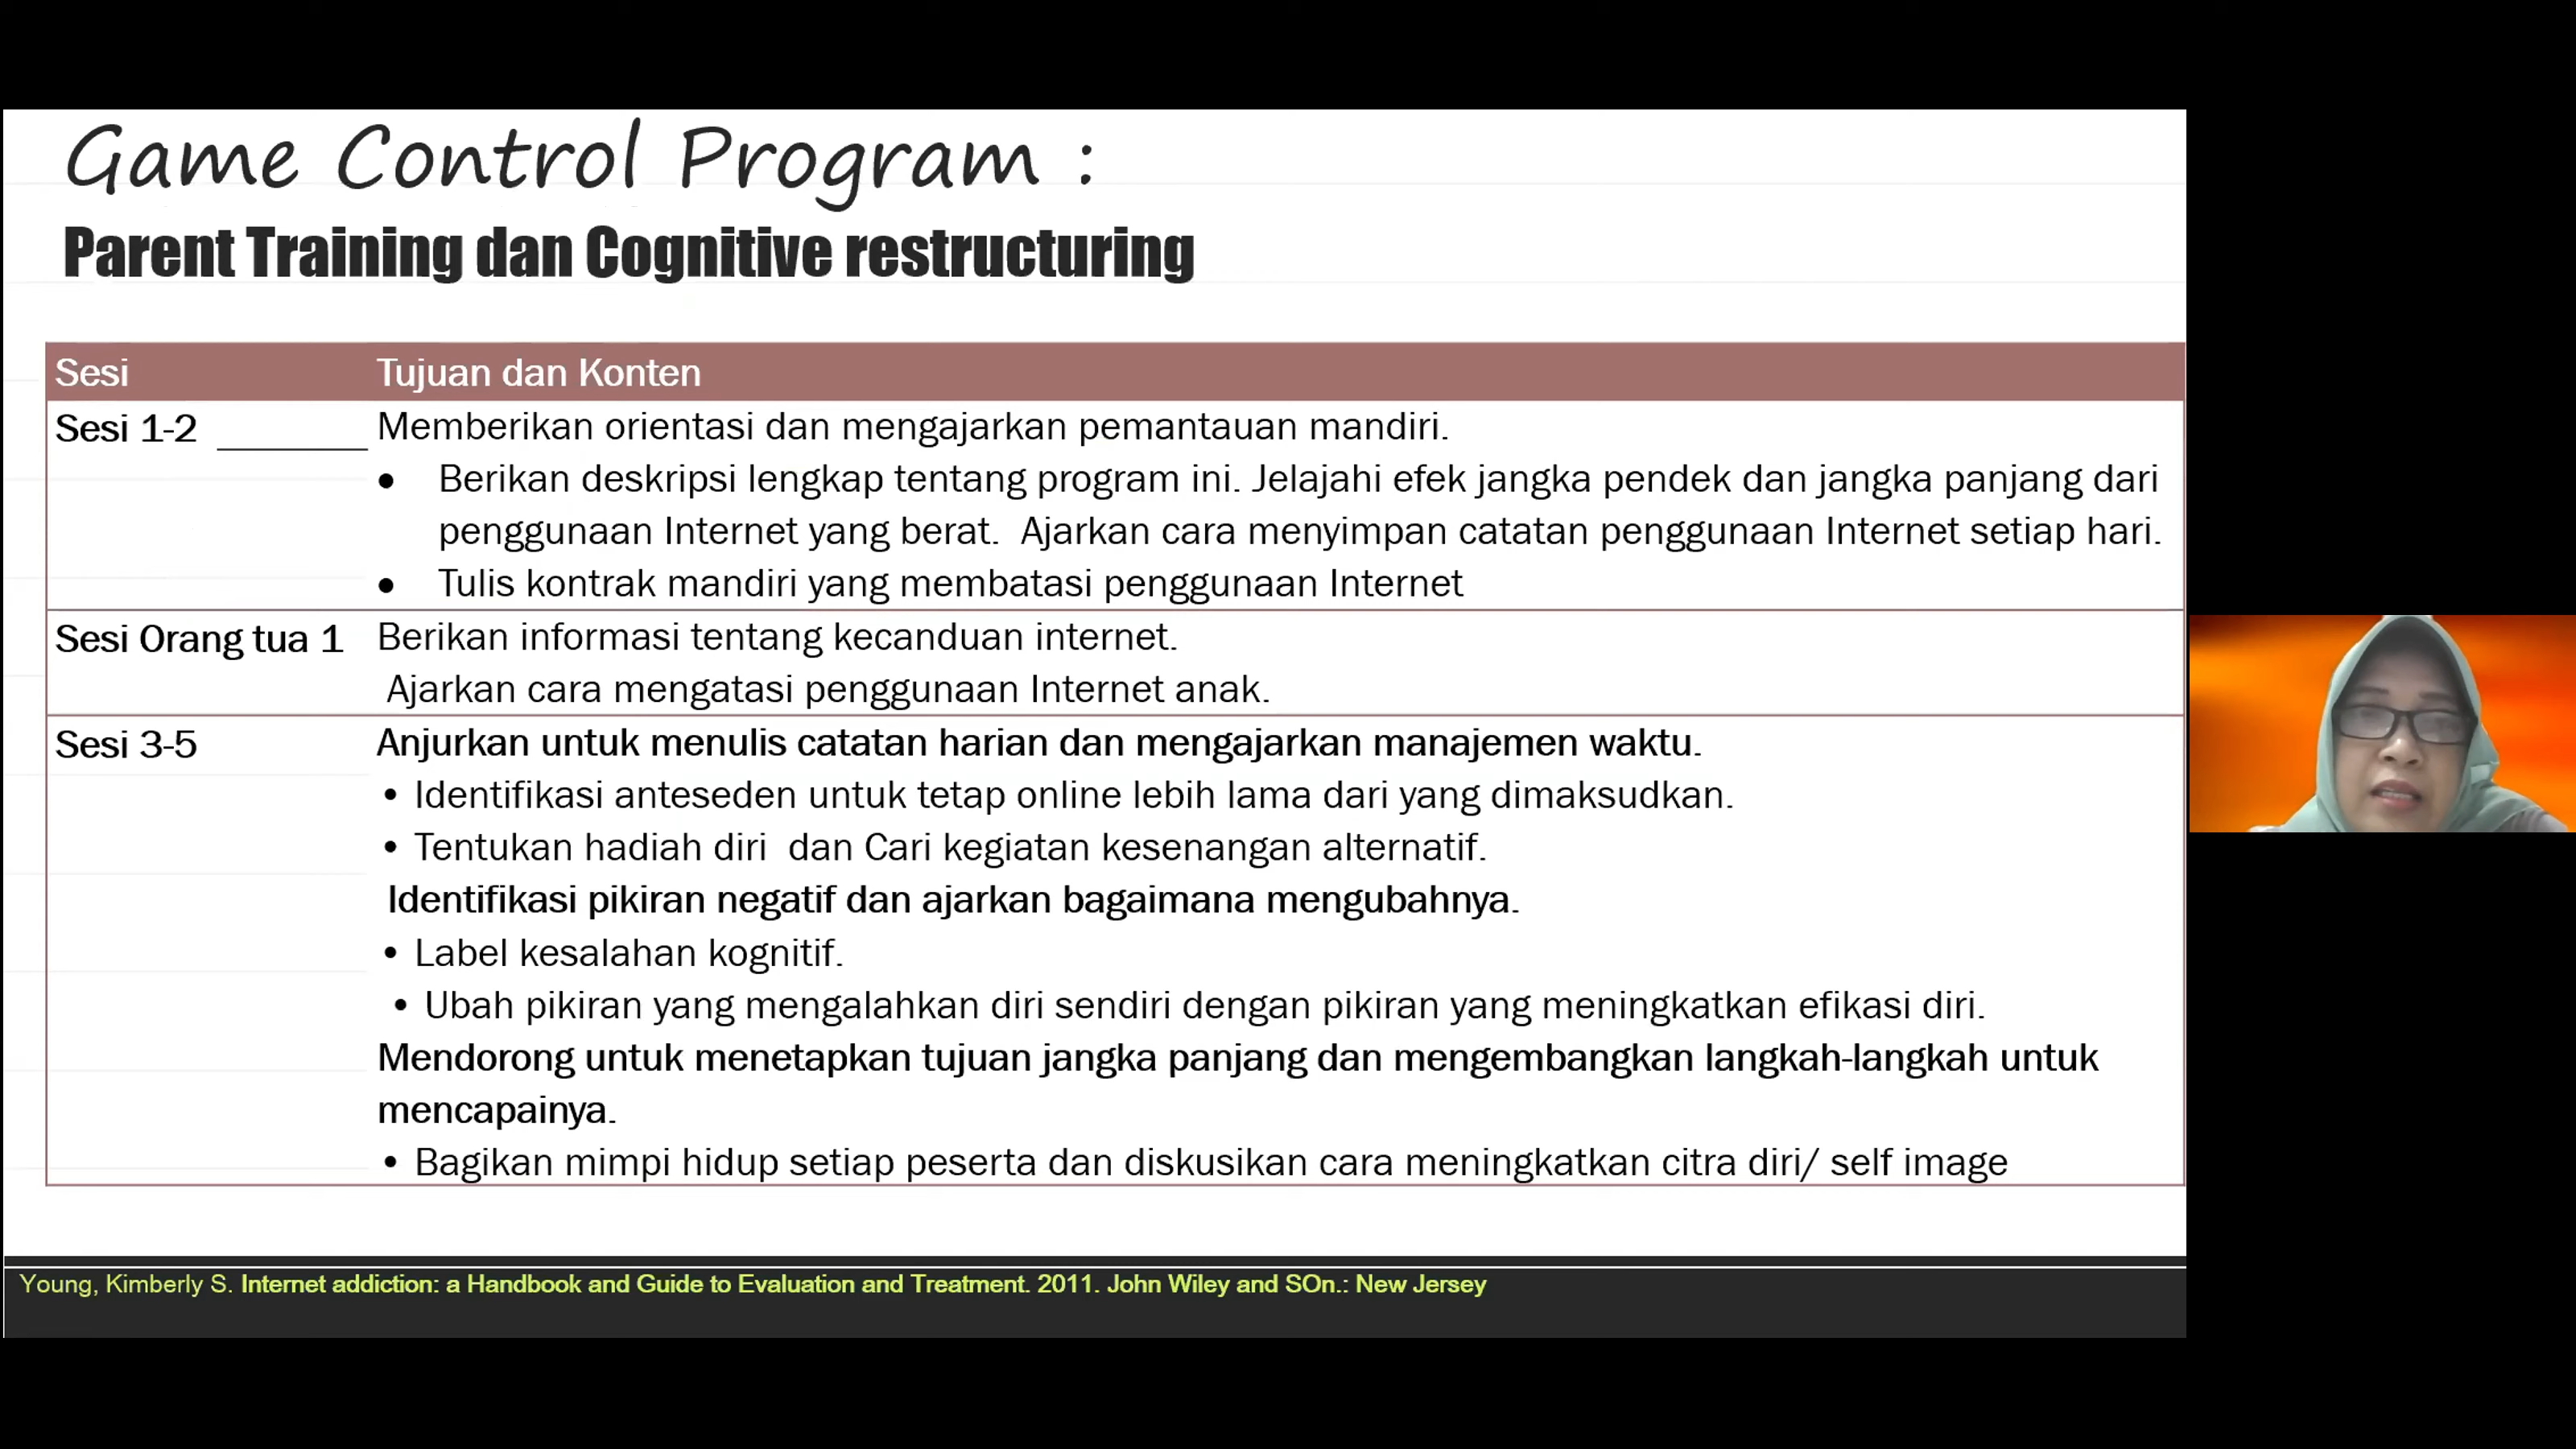 Game Control Program :
Parent Training dan Cognitive restructuring
Sesi Tujuan dan Konten
Sesi 1-2 ________ Memberikan orientasi dan mengajarkan pemantauan mandiri.
• Berikan deskripsi lengkap tentang program ini. Jelajahi efek jangka pendek dan jangka panjang dari
penggunaan Internet yang berat. Ajarkan cara menyimpan catatan penggunaan Internet setiap hari.
• Tulis kontrak mandiri yang membatasi penggunaan Internet
Sesi Orang tua 1 Berikan informasi tentang kecanduan internet.
Ajarkan cara mengatasi penggunaan Internet anak.
Sesi 3-5 Anjurkan untuk menulis catatan harian dan mengajarkan manajemen waktu.
• Identifikasi anteseden untuk tetap online lebih lama dari yang dimaksudkan.
• Tentukan hadiah diri dan Cari kegiatan kesenangan alternatif.
Identifikasi pikiran negatif dan ajarkan bagaimana mengubahnya.
• Label kesalahan kognitif.
• Ubah pikiran yang mengalahkan diri sendiri dengan pikiran yang meningkatkan efikasi diri.
Mendorong untuk menetapkan tujuan jangka panjang dan mengembangkan langkah-langkah untuk
mencapainya.
• Bagikan mimpi hidup setiap peserta dan diskusikan cara meningkatkan citra diri/ self image
Young, Kimberly S. Internet addiction: a Handbook and Guide to Evaluation and Treatment. 2011. John Wiley and SOn.: New Jersey